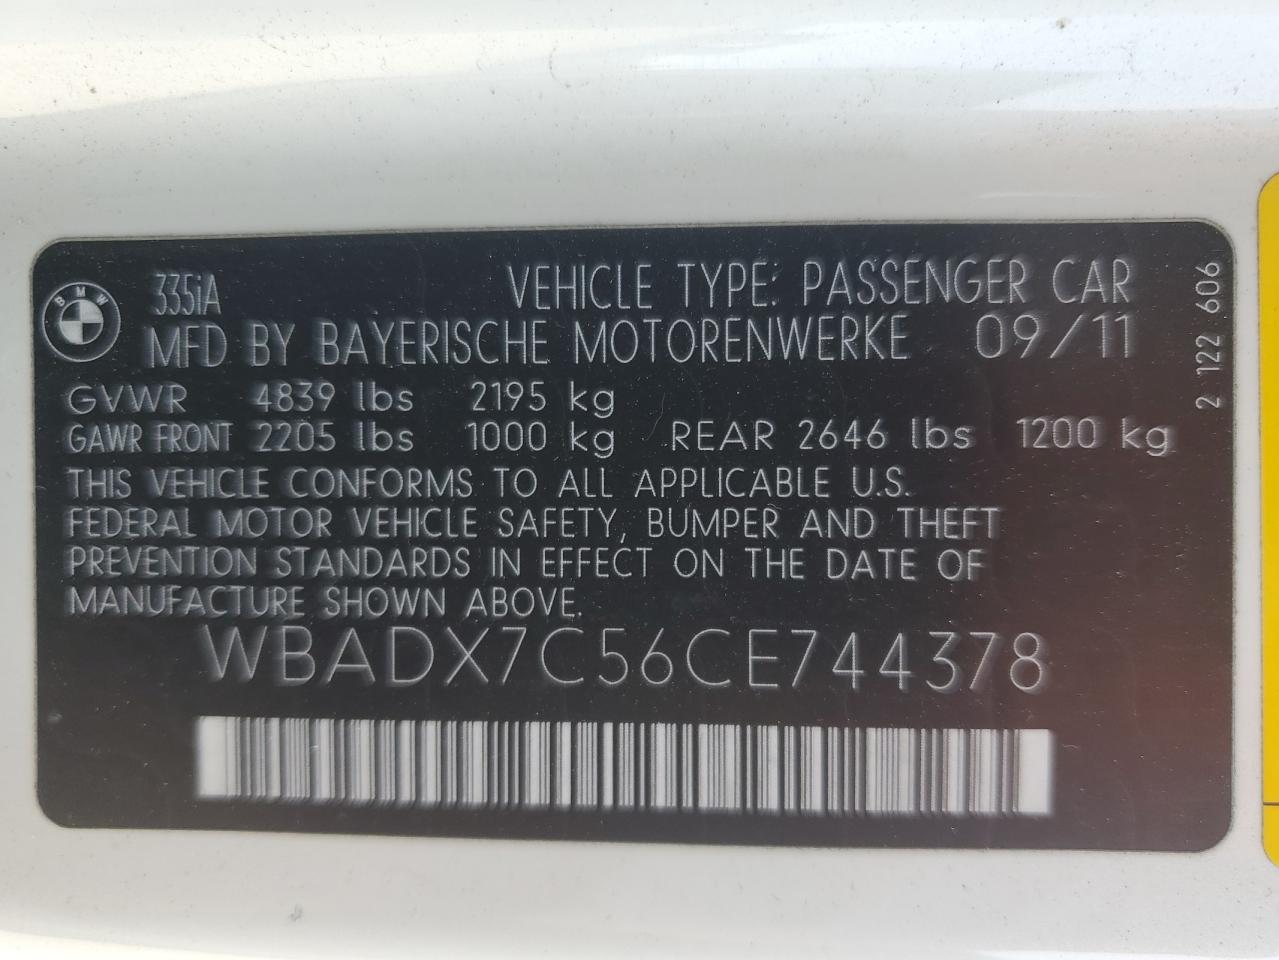 BMW
335iA VEHICLE TYPE: PASSENGER CAR
MFD BY BAYERISCHE MOTORENWERKE 09/11
GVWR 4839 lbs 2195 kg
GAWR FRONT 2205 lbs 1000 kg REAR 2646 lbs 1200 kg
THIS VEHICLE CONFORMS TO ALL APPLICABLE U.S.
FEDERAL MOTOR VEHICLE SAFETY, BUMPER AND THEFT
PREVENTION STANDARDS IN EFFECT ON THE DATE OF
MANUFACTURE SHOWN ABOVE.
WBADX7C56CE744378
2 122 606